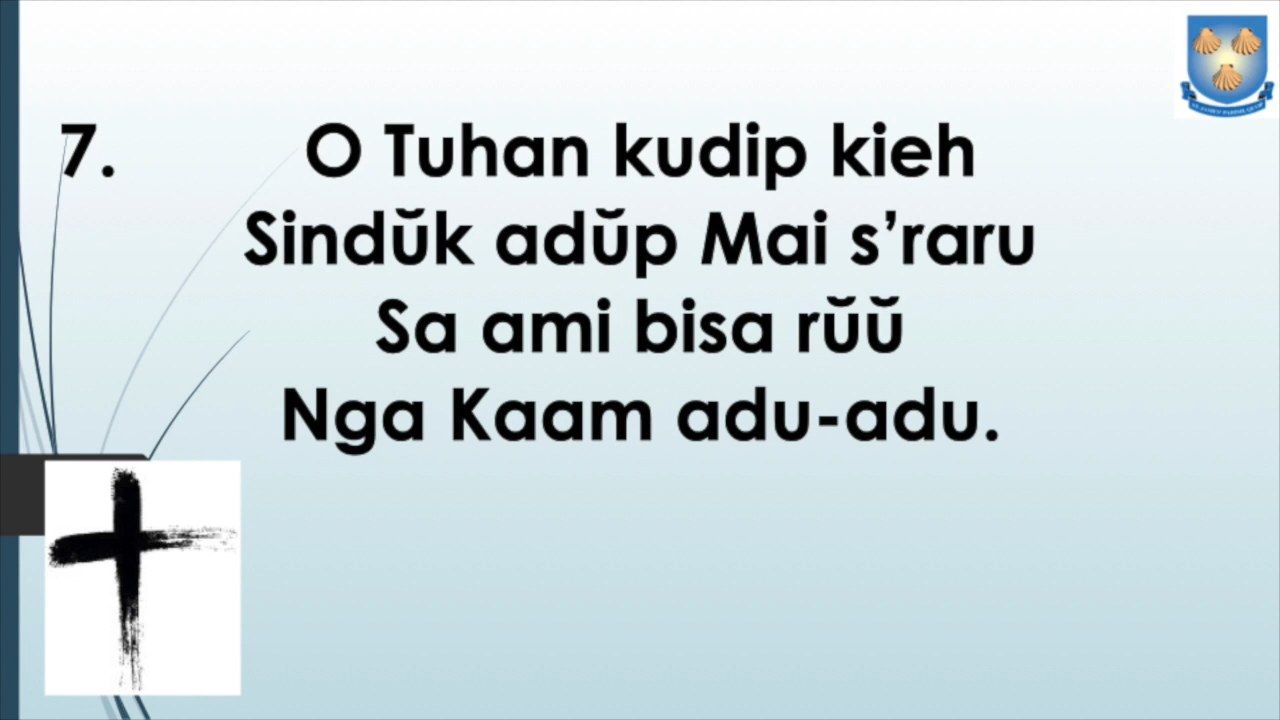 7. O Tuhan kudip kieh
Sindŭk adŭp Mai s’raru
Sa ami bisa rŭŭ
Nga Kaam adu-adu.